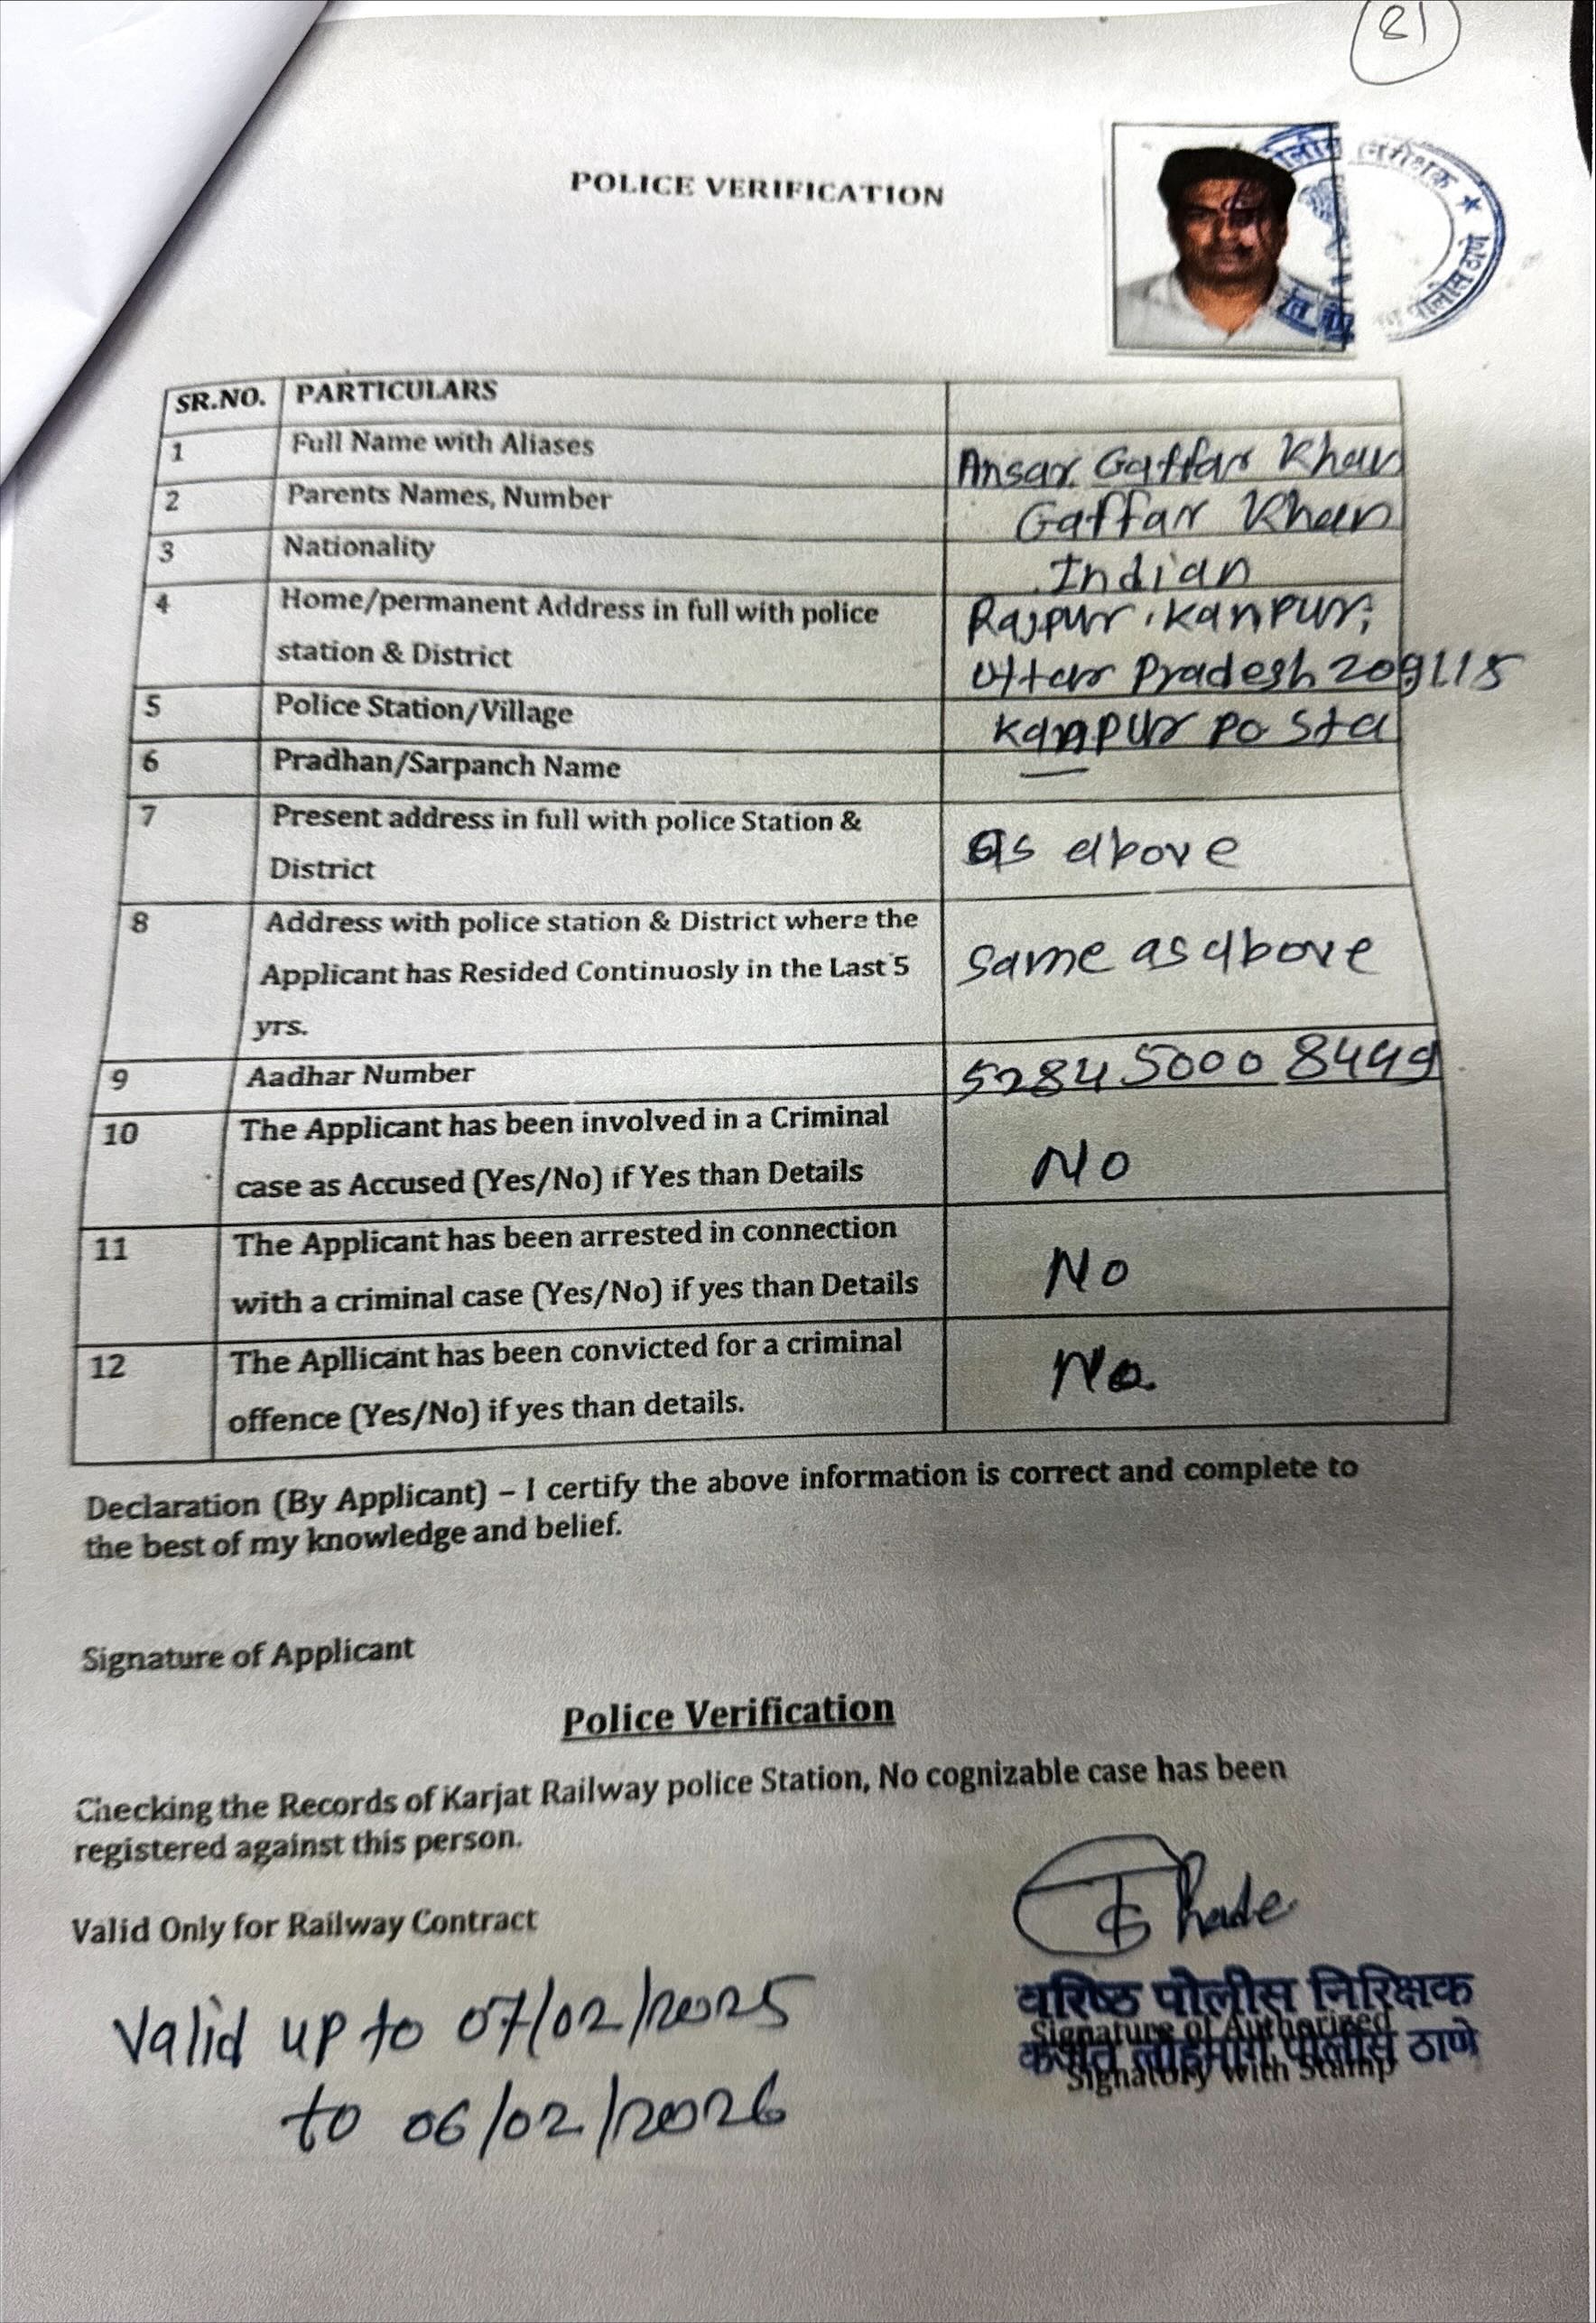 81
POLICE VERIFICATION
पोलीस निरीक्षक ★
पोलीस ठाणे
SR.NO. PARTICULARS
1 Full Name with Aliases Ansar Gaffar Khan
2 Parents Names, Number Gaffar Khan
3 Nationality Indian
4 Home/permanent Address in full with police Rajpur, Kanpur,
station & District Uttar Pradesh 209115
5 Police Station/Village Kanpur Po Sta
6 Pradhan/Sarpanch Name —
7 Present address in full with police Station &
District as above
8 Address with police station & District where the
Applicant has Resided Continuosly in the Last 5 same as above
yrs.
9 Aadhar Number 5284 5000 8449
10 The Applicant has been involved in a Criminal
case as Accused (Yes/No) if Yes than Details No
11 The Applicant has been arrested in connection
with a criminal case (Yes/No) if yes than Details No
12 The Apllicant has been convicted for a criminal
offence (Yes/No) if yes than details. No
Declaration (By Applicant) – I certify the above information is correct and complete to
the best of my knowledge and belief.
Signature of Applicant
Police Verification
Checking the Records of Karjat Railway police Station, No cognizable case has been
registered against this person.
Valid Only for Railway Contract
Valid up to 07/02/2025
to 06/02/2026
वरिष्ठ पोलीस निरिक्षक
Signature of Authorized
कर्जत लोहमार्ग पोलीस ठाणे
Signatory With Stamp